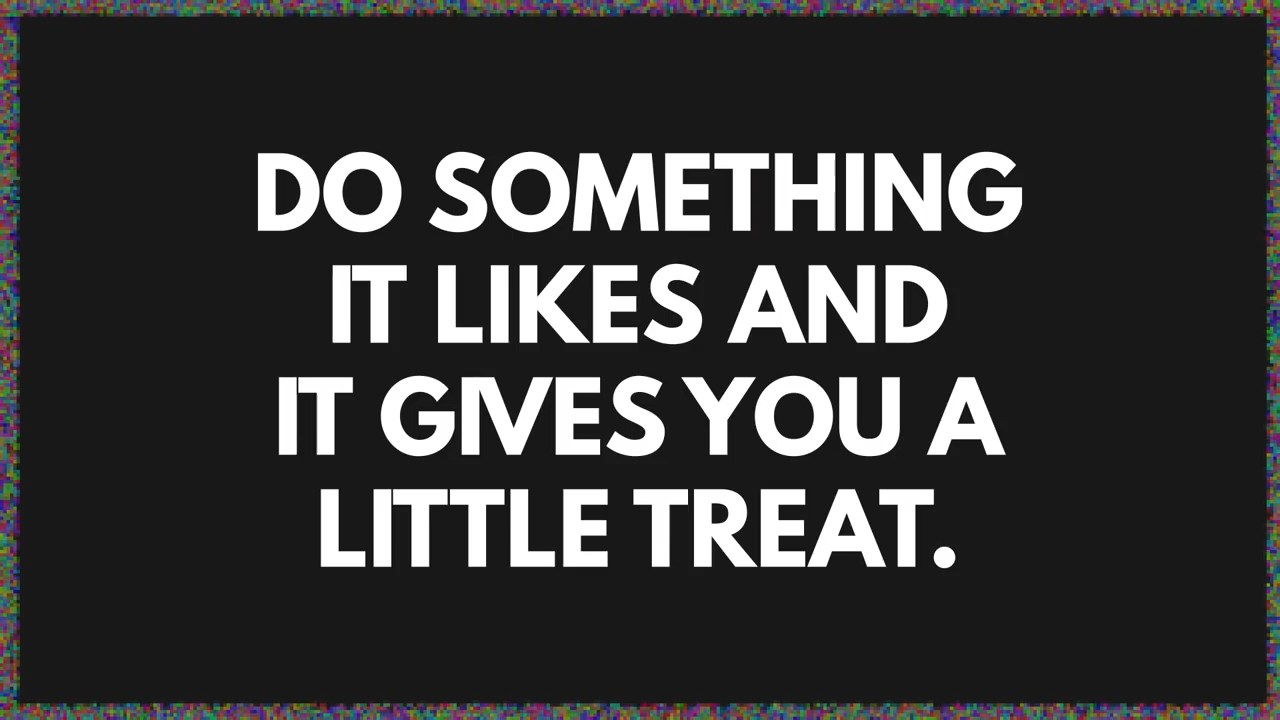 DO SOMETHING
IT LIKES AND
IT GIVES YOU A
LITTLE TREAT.